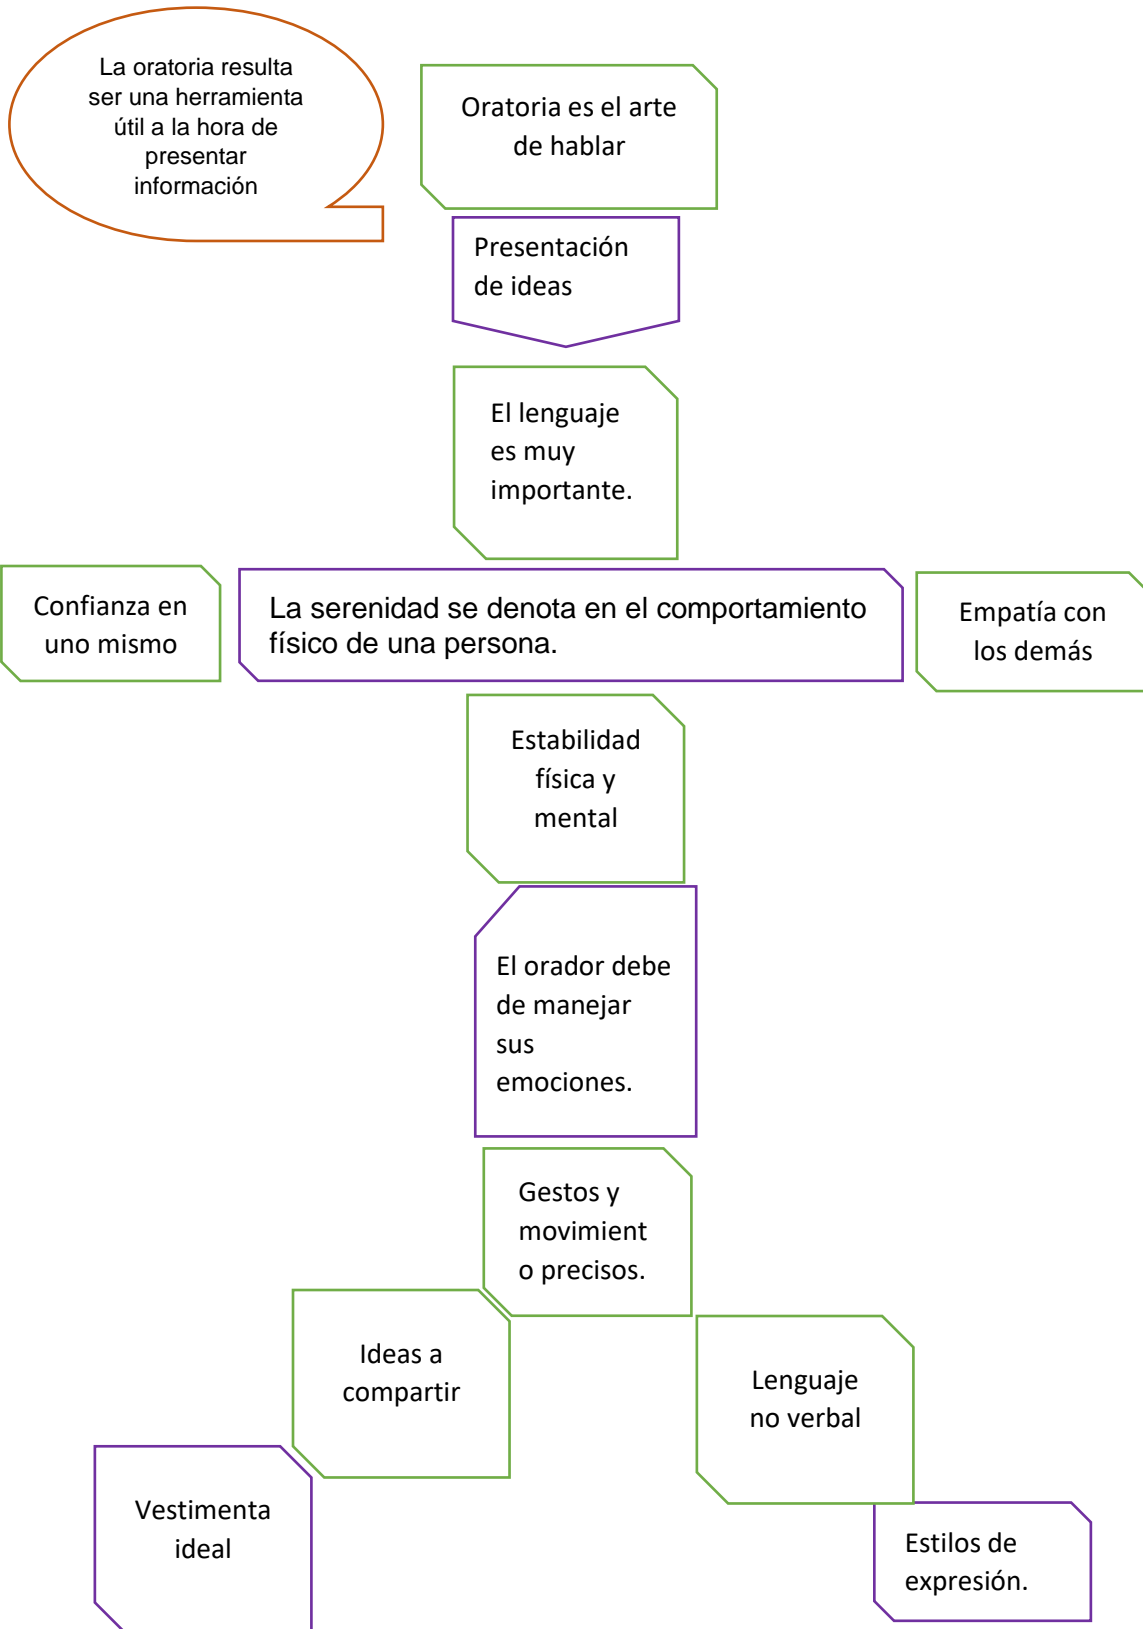 La oratoria resulta
ser una herramienta
útil a la hora de
presentar
información
Oratoria es el arte
de hablar
Presentación
de ideas
El lenguaje
es muy
importante.
Confianza en
uno mismo
La serenidad se denota en el comportamiento
físico de una persona.
Empatía con
los demás
Estabilidad
física y
mental
El orador debe
de manejar
sus
emociones.
Gestos y
movimient
o precisos.
Ideas a
compartir
Lenguaje
no verbal
Vestimenta
ideal
Estilos de
expresión.